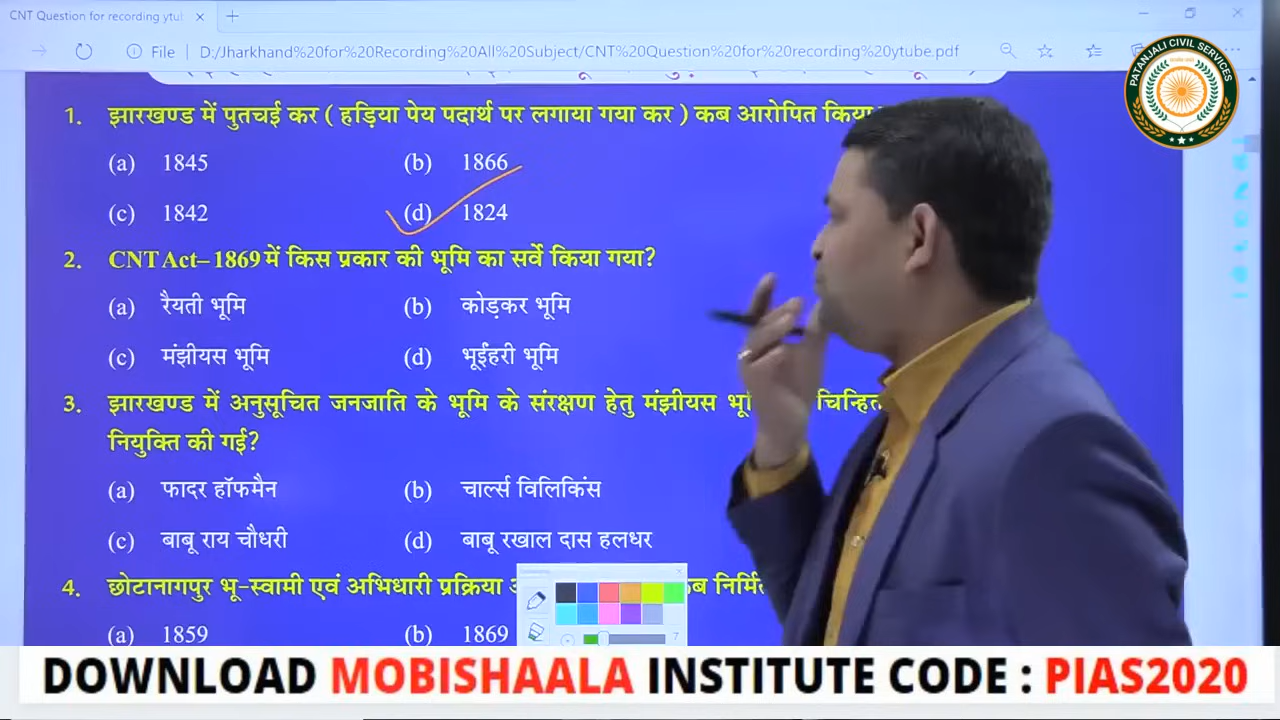 CNT Question for recording ytu
File D:/Jharkhand%20for%20Recording%20All%20Subject/CNT%20Question%20for%20recording%20ytube.pdf
PATANJALI CIVIL SERVICES
1. झारखण्ड में पुतचई कर ( हड़िया पेय पदार्थ पर लगाया गया कर ) कब आरोपित किया
(a) 1845 (b) 1866
(c) 1842 (d) 1824
2. CNT Act–1869 में किस प्रकार की भूमि का सर्वे किया गया?
(a) रैयती भूमि (b) कोड़कर भूमि
(c) मंझीयस भूमि (d) भूईंहरी भूमि
3. झारखण्ड में अनुसूचित जनजाति के भूमि के संरक्षण हेतु मंझीयस चिन्हित
नियुक्ति की गई?
(a) फादर हॉफमैन (b) चार्ल्स विलिकिंस
(c) बाबू राय चौधरी (d) बाबू रखाल दास हलधर
4. छोटानागपुर भू-स्वामी एवं अभिधारी प्रक्रिया
(a) 1859 (b) 1869
7
DOWNLOAD MOBISHAALA INSTITUTE CODE : PIAS2020